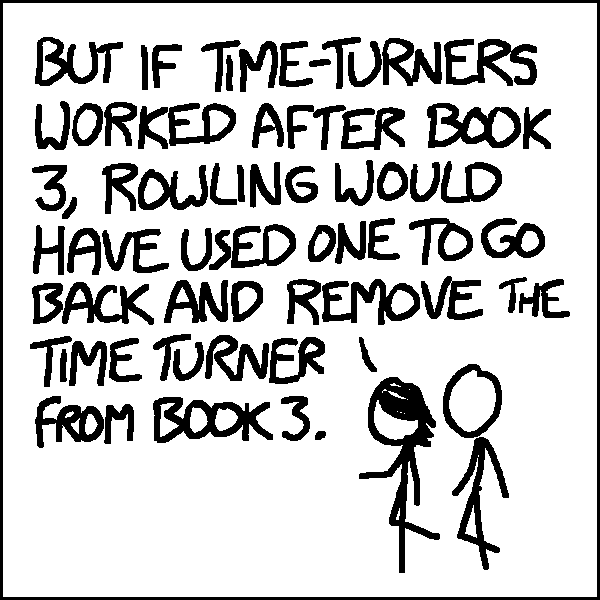 BUT IF TIME-TURNERS
WORKED AFTER BOOK
3, ROWLING WOULD
HAVE USED ONE TO GO
BACK AND REMOVE THE
TIME TURNER
FROM BOOK 3.